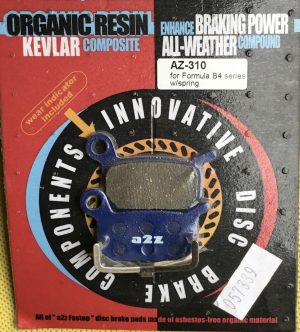 ORGANIC RESIN
KEVLAR COMPOSITE
ENHANCE BRAKING POWER
ALL-WEATHER COMPOUND
AZ-310
for Formula B4 series
w/spring
wear indicator
included
INNOVATIVE DISC BRAKE COMPONENTS
a2z
057339
All of "a2z Fastop" disc brake pads made of asbestos-free organic material